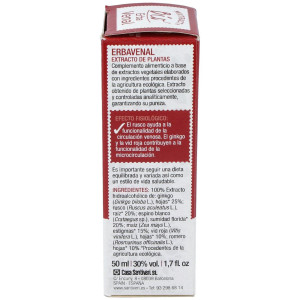 Erba
Venal
ERBAVENAL
EXTRACTO DE PLANTAS
Complemento alimenticio a base
de extractos vegetales elaborados
con ingredientes procedentes de
la agricultura ecológica. Extracto
obtenido de plantas seleccionadas
y controladas analíticamente,
garantizando su pureza.
EFECTO FISIOLÓGICO:
El rusco ayuda a la
funcionalidad de la
circulación venosa. El ginkgo
y la vid roja contribuyen a la
funcionalidad de la
microcirculación.
Es importante seguir una dieta
equilibrada y variada así como un
estilo de vida saludable.
INGREDIENTES: 100% Extracto
hidroalcohólico de: ginkgo
(Ginkgo biloba L.), hojas* 25%;
rusco (Ruscus aculeatus L.),
raíz* 20%; espino blanco
(Crataegus sp.), sumidad
florida* 20%; maíz (Zea mays L.),
estigmas* 15%, vid roja (Vitis
vinifera L.), hojas* 10%, romero
(Rosmarinus officinalis L.),
hojas* 10%. *Procedentes de la
agricultura ecológica.
50 ml | 30% vol. | 1,7 fl. oz
Casa Santiveri, sl.
ESPAÑA - SPAIN